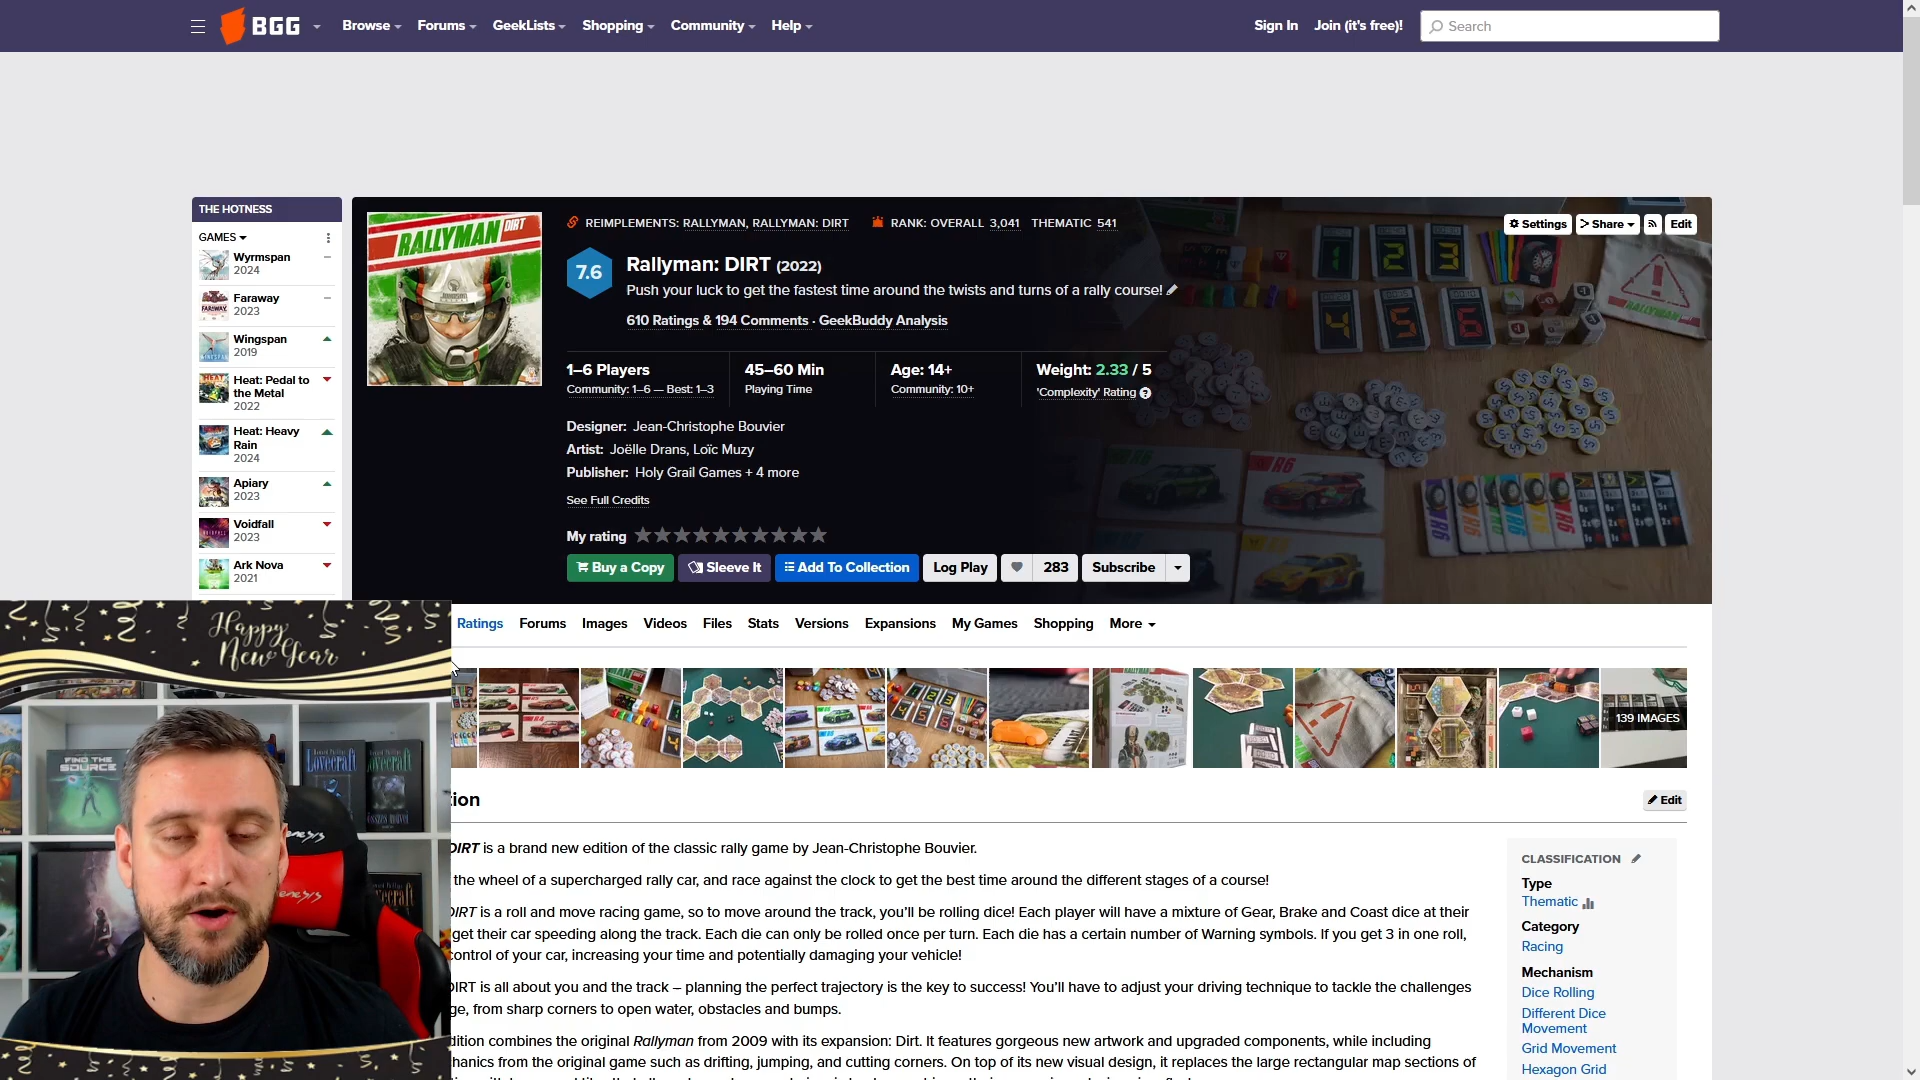 BGG
Browse
Forums
GeekLists
Shopping
Community
Help
Sign In
Join (it's free)!
Search
THE HOTNESS
GAMES
Wyrmspan
2024
Faraway
2023
Wingspan
2019
Heat: Pedal to
the Metal
2022
Heat: Heavy
Rain
2024
Apiary
2023
Voidfall
2023
Ark Nova
2021
RALLYMAN DIRT
REIMPLEMENTS: RALLYMAN, RALLYMAN: DIRT
RANK: OVERALL 3,041 THEMATIC 541
Settings
Share
Edit
7.6
Rallyman: DIRT (2022)
Push your luck to get the fastest time around the twists and turns of a rally course!
610 Ratings & 194 Comments · GeekBuddy Analysis
1–6 Players
Community: 1–6 — Best: 1–3
45–60 Min
Playing Time
Age: 14+
Community: 10+
Weight: 2.33 / 5
'Complexity' Rating
Designer: Jean-Christophe Bouvier
Artist: Joëlle Drans, Loïc Muzy
Publisher: Holy Grail Games + 4 more
See Full Credits
My rating
Buy a Copy
Sleeve It
Add To Collection
Log Play
283
Subscribe
1 2 3
4 5 6
RALLYMAN
Ratings
Forums
Images
Videos
Files
Stats
Versions
Expansions
My Games
Shopping
More
139 IMAGES
tion
Edit
DIRT is a brand new edition of the classic rally game by Jean-Christophe Bouvier.
the wheel of a supercharged rally car, and race against the clock to get the best time around the different stages of a course!
DIRT is a roll and move racing game, so to move around the track, you'll be rolling dice! Each player will have a mixture of Gear, Brake and Coast dice at their
get their car speeding along the track. Each die can only be rolled once per turn. Each die has a certain number of Warning symbols. If you get 3 in one roll,
control of your car, increasing your time and potentially damaging your vehicle!
DIRT is all about you and the track – planning the perfect trajectory is the key to success! You'll have to adjust your driving technique to tackle the challenges
ge, from sharp corners to open water, obstacles and bumps.
dition combines the original Rallyman from 2009 with its expansion: Dirt. It features gorgeous new artwork and upgraded components, while including
hanics from the original game such as drifting, jumping, and cutting corners. On top of its new visual design, it replaces the large rectangular map sections of
CLASSIFICATION
Type
Thematic
Category
Racing
Mechanism
Dice Rolling
Different Dice
Movement
Grid Movement
Hexagon Grid
Happy
New Year
FIND THE
SOURCE
Lovecraft